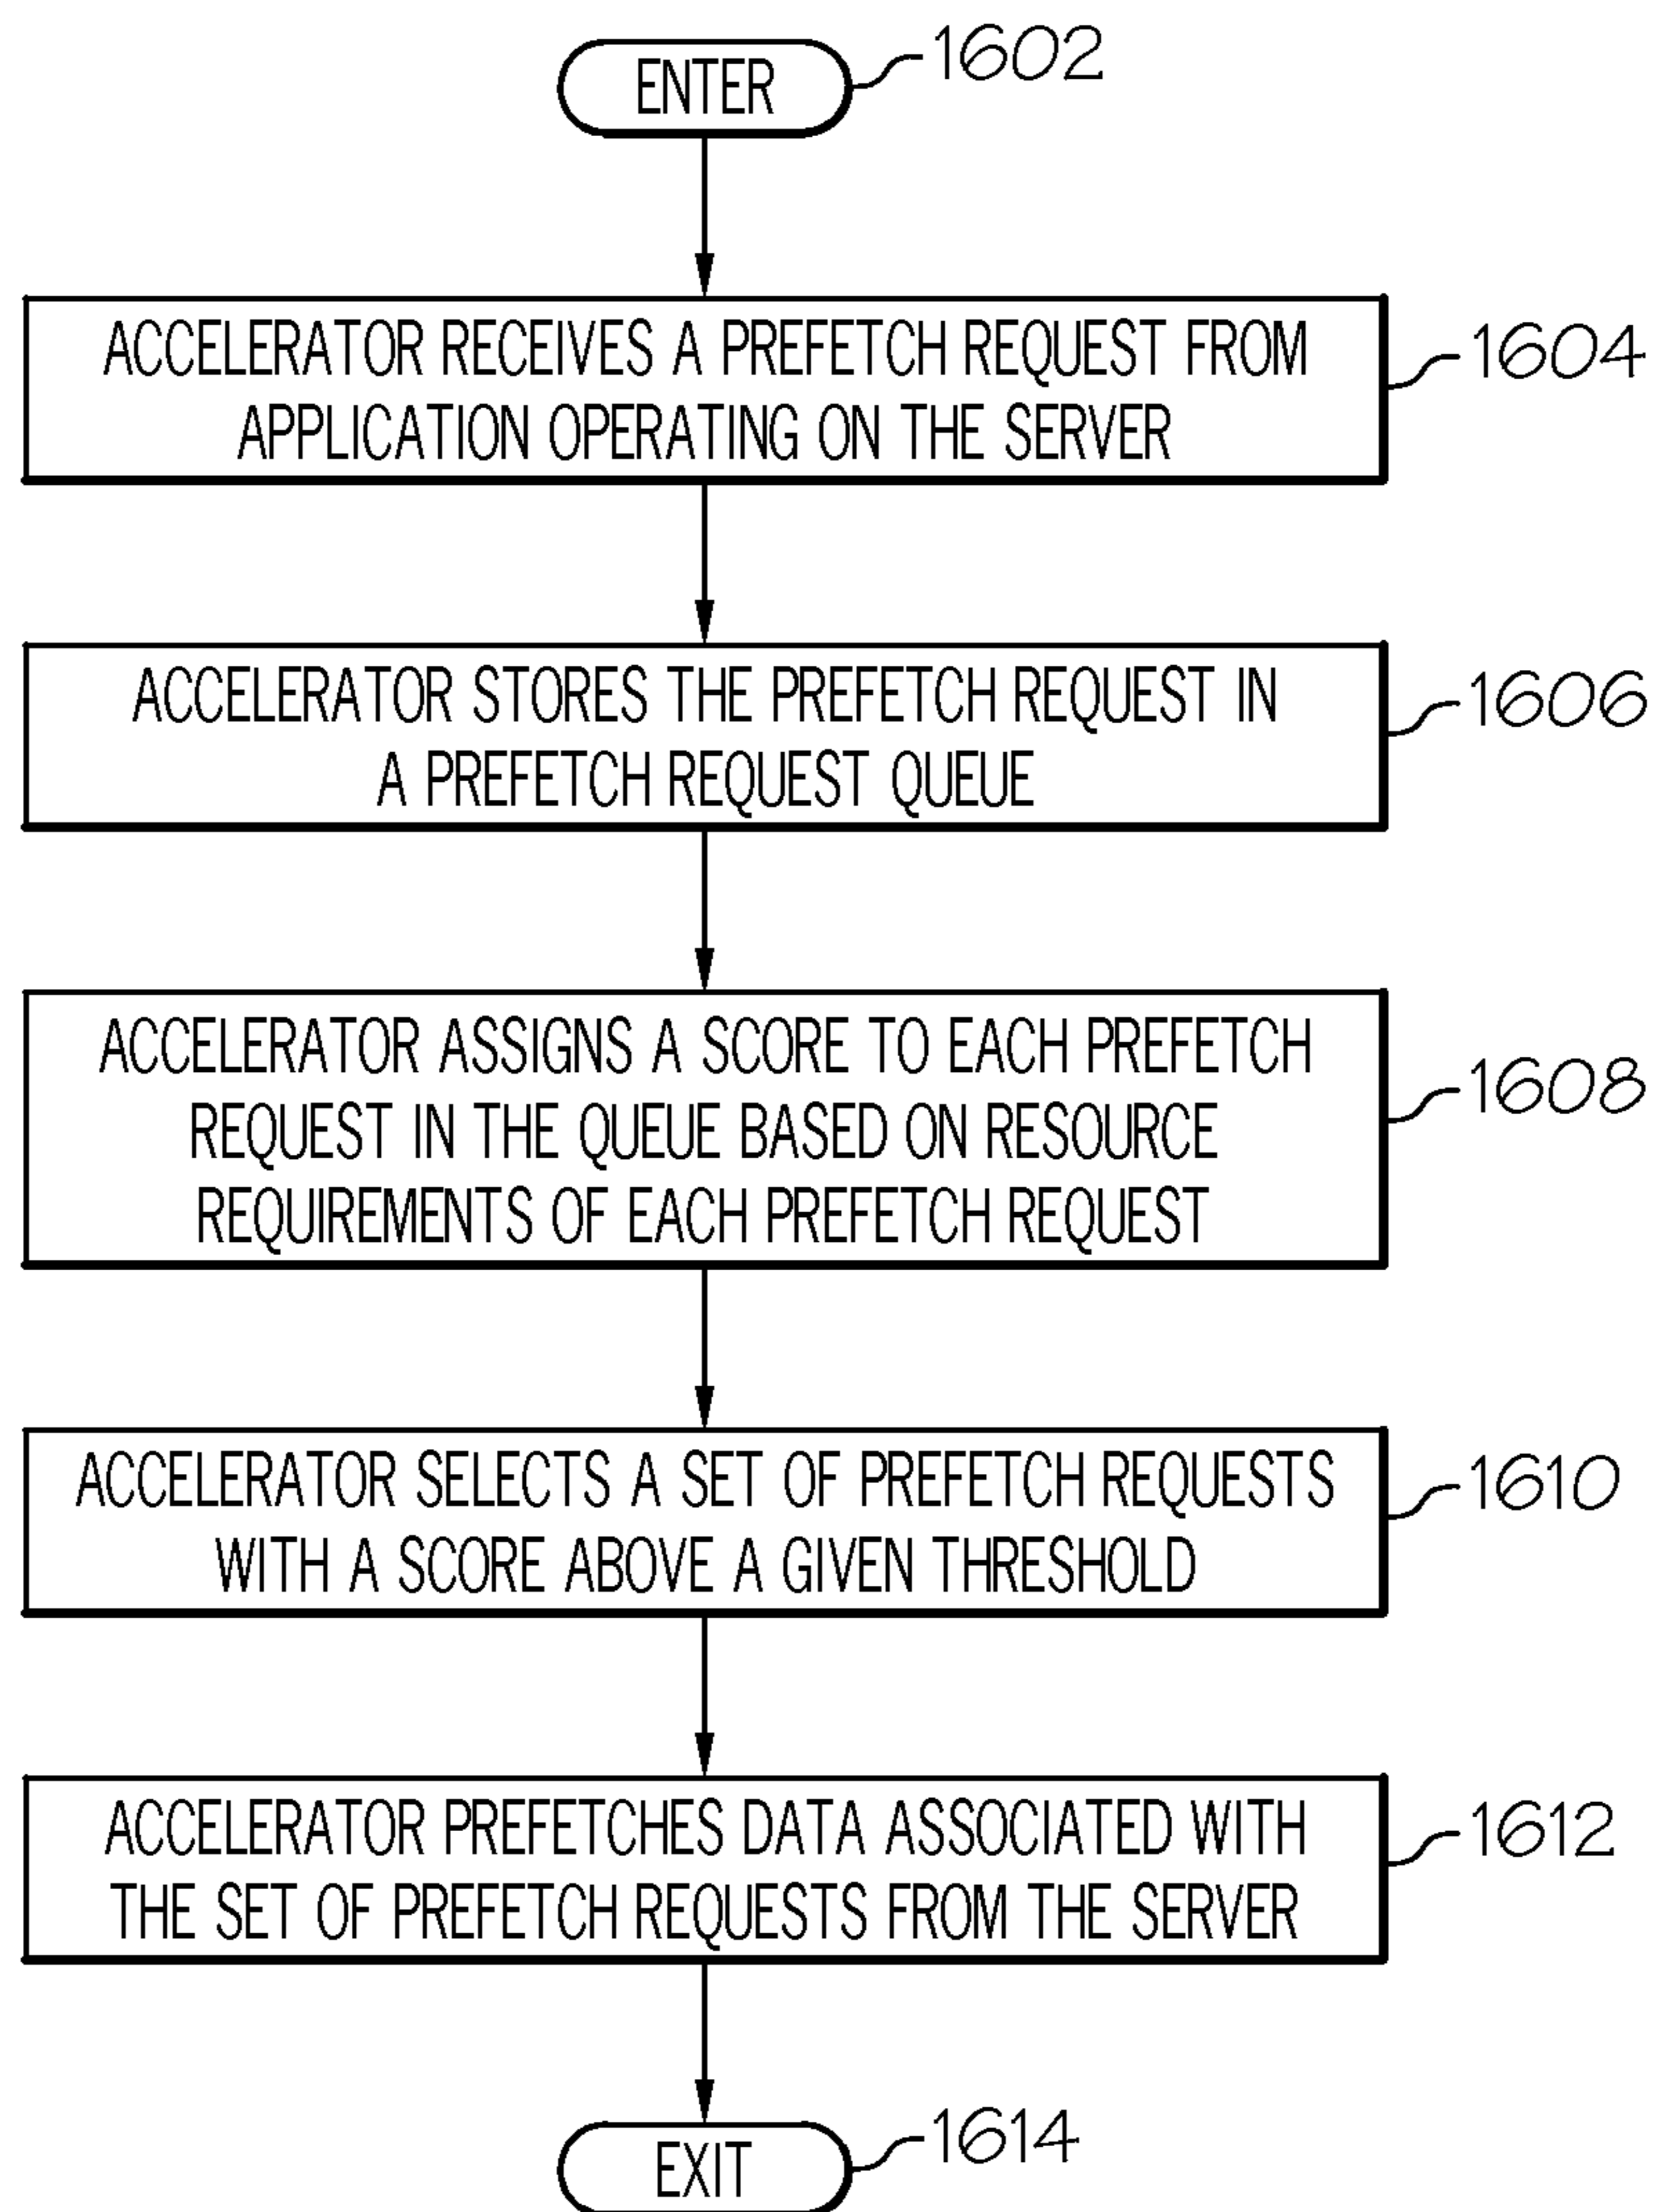 ENTER
1602
ACCELERATOR RECEIVES A PREFETCH REQUEST FROM
APPLICATION OPERATING ON THE SERVER
1604
ACCELERATOR STORES THE PREFETCH REQUEST IN
A PREFETCH REQUEST QUEUE
1606
ACCELERATOR ASSIGNS A SCORE TO EACH PREFETCH
REQUEST IN THE QUEUE BASED ON RESOURCE
REQUIREMENTS OF EACH PREFETCH REQUEST
1608
ACCELERATOR SELECTS A SET OF PREFETCH REQUESTS
WITH A SCORE ABOVE A GIVEN THRESHOLD
1610
ACCELERATOR PREFETCHES DATA ASSOCIATED WITH
THE SET OF PREFETCH REQUESTS FROM THE SERVER
1612
EXIT
1614